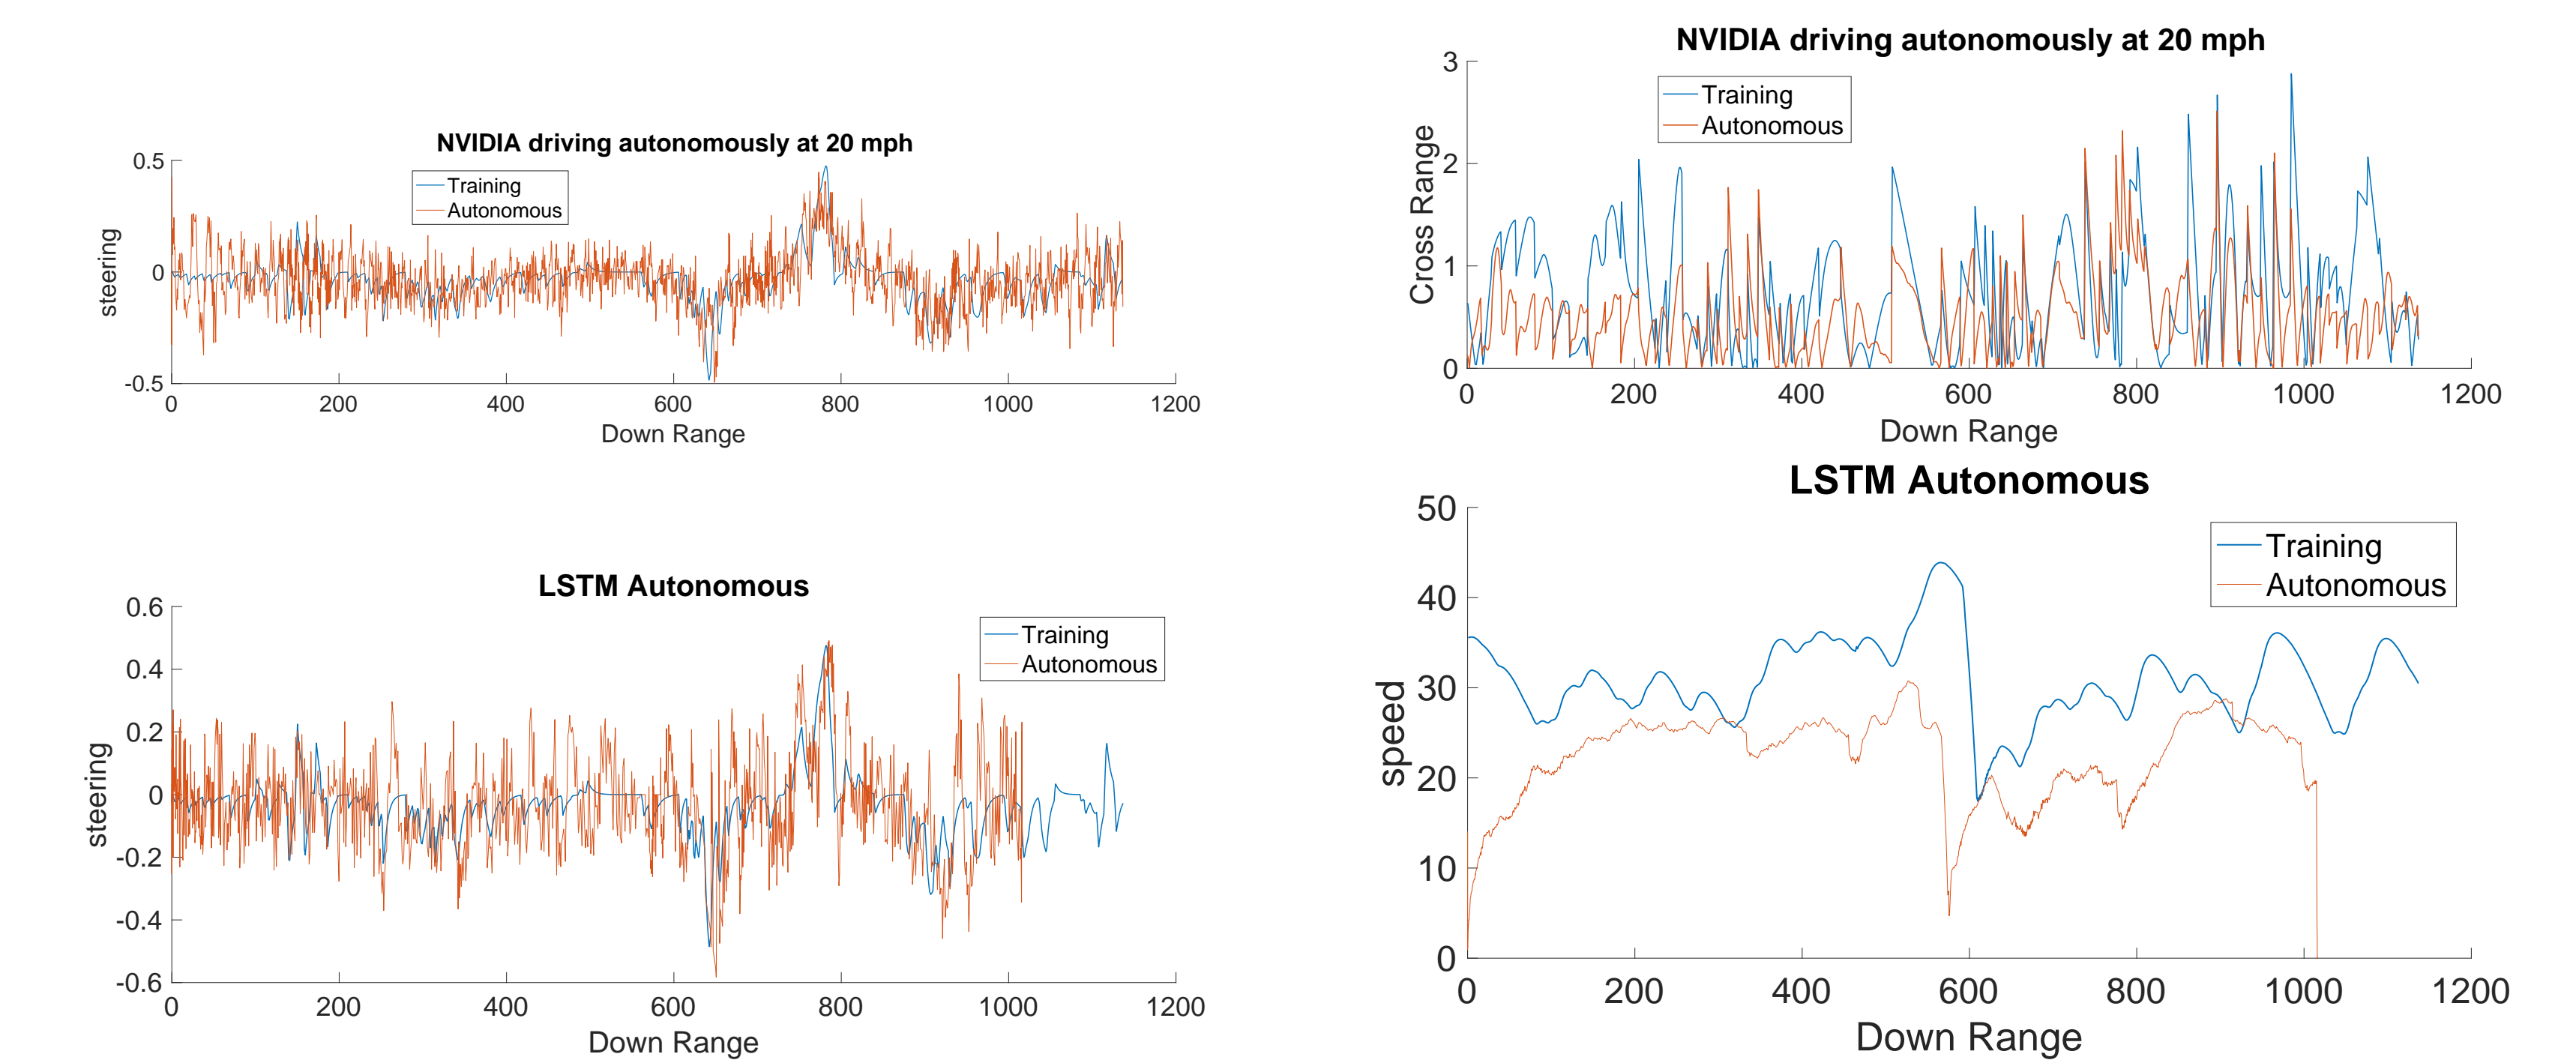 NVIDIA driving autonomously at 20 mph
0.5
Training
Autonomous
steering
0
-0.5
0 200 400 600 800 1000 1200
Down Range
NVIDIA driving autonomously at 20 mph
3
Training
Autonomous
Cross Range
2
1
0
0 200 400 600 800 1000 1200
Down Range
LSTM Autonomous
0.6
Training
Autonomous
0.4
0.2
steering
0
-0.2
-0.4
-0.6
0 200 400 600 800 1000 1200
Down Range
LSTM Autonomous
50
Training
Autonomous
40
30
speed
20
10
0
0 200 400 600 800 1000 1200
Down Range